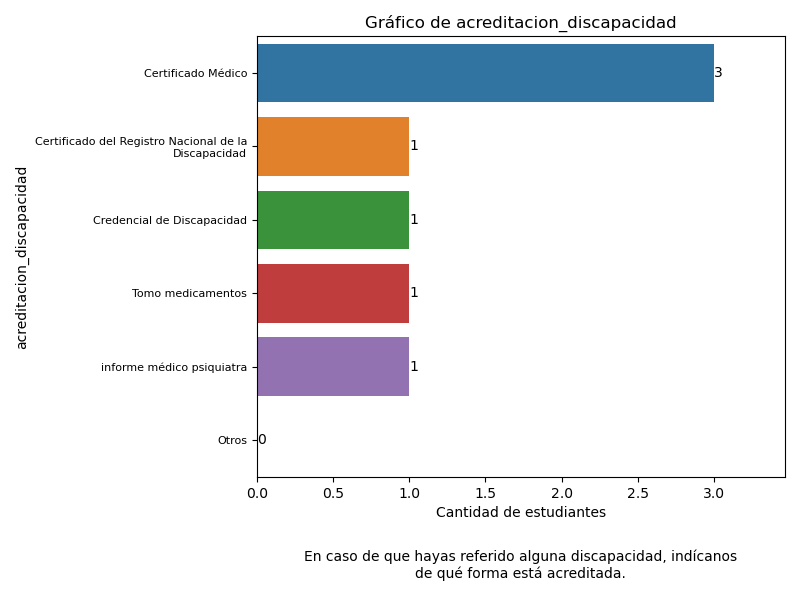 Gráfico de acreditacion_discapacidad
acreditacion_discapacidad
Certificado Médico
3
Certificado del Registro Nacional de la
Discapacidad
1
Credencial de Discapacidad
1
Tomo medicamentos
1
informe médico psiquiatra
1
Otros
0
0.0 0.5 1.0 1.5 2.0 2.5 3.0
Cantidad de estudiantes
En caso de que hayas referido alguna discapacidad, indícanos
de qué forma está acreditada.